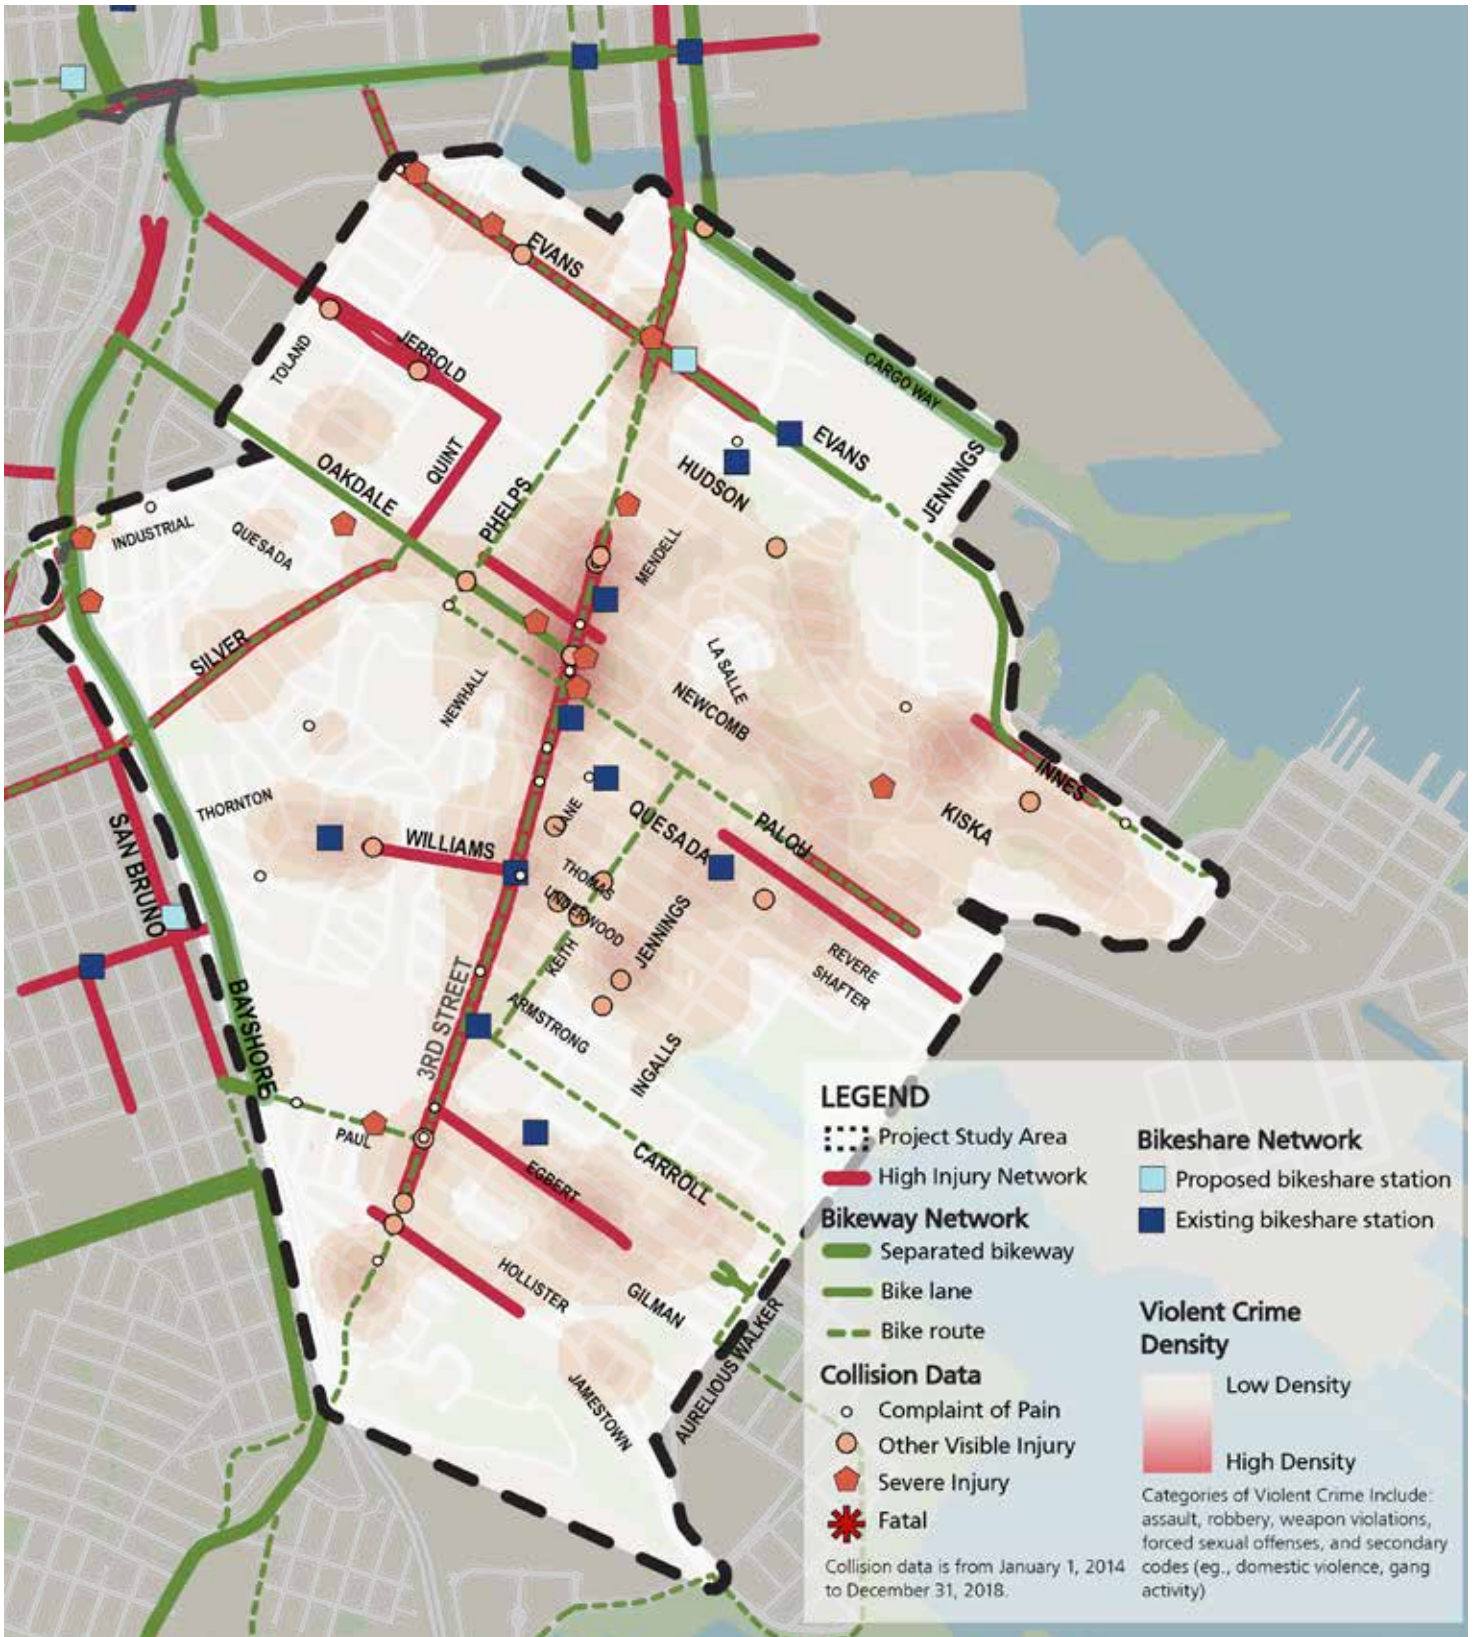 EVANS
JERROLD
TOLAND
CARGO WAY
QUINT
OAKDALE
EVANS
HUDSON
JENNINGS
PHELPS
INDUSTRIAL
QUESADA
MENDELL
SILVER
NEWHALL
LA SALLE
NEWCOMB
INNES
THORNTON
KISKA
LANE
QUESADA
PALOU
WILLIAMS
SAN BRUNO
THOMAS
UNDERWOOD
JENNINGS
KEITH
REVERE
SHAFTER
BAYSHORE
3RD STREET
ARMSTRONG
INGALLS
PAUL
EGBERT
CARROLL
HOLLISTER
GILMAN
JAMESTOWN
AURELIOUS WALKER
LEGEND
Project Study Area
High Injury Network
Bikeway Network
Separated bikeway
Bike lane
Bike route
Collision Data
Complaint of Pain
Other Visible Injury
Severe Injury
Fatal
Collision data is from January 1, 2014
to December 31, 2018.
Bikeshare Network
Proposed bikeshare station
Existing bikeshare station
Violent Crime
Density
Low Density
High Density
Categories of Violent Crime Include:
assault, robbery, weapon violations,
forced sexual offenses, and secondary
codes (eg., domestic violence, gang
activity)